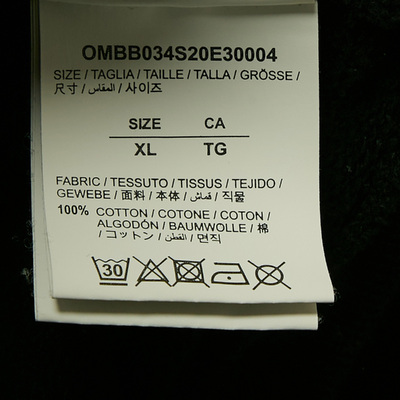 OMBB034S20E30004
SIZE / TAGLIA / TAILLE / TALLA / GRÖSSE /
尺寸 / المقاس / 사이즈
SIZE CA
XL TG
FABRIC / TESSUTO / TISSUS / TEJIDO /
GEWEBE / 面料 / 本体 / قماش / 직물
100% COTTON / COTONE / COTON /
ALGODÓN / BAUMWOLLE / 棉
/ コットン / القطن / 면직
30